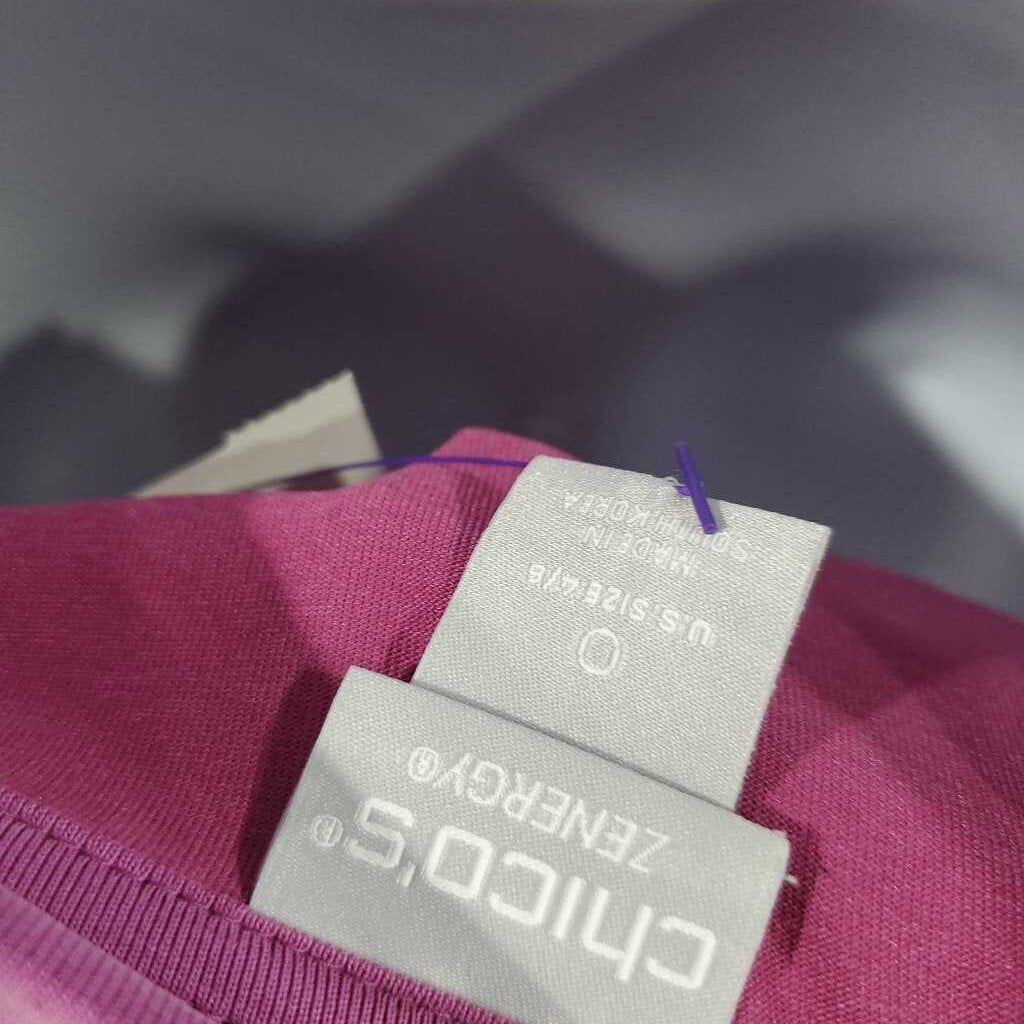 chico's®
ZENERGY®
0
U.S. SIZE 4/6
MADE IN
SOUTH KOREA